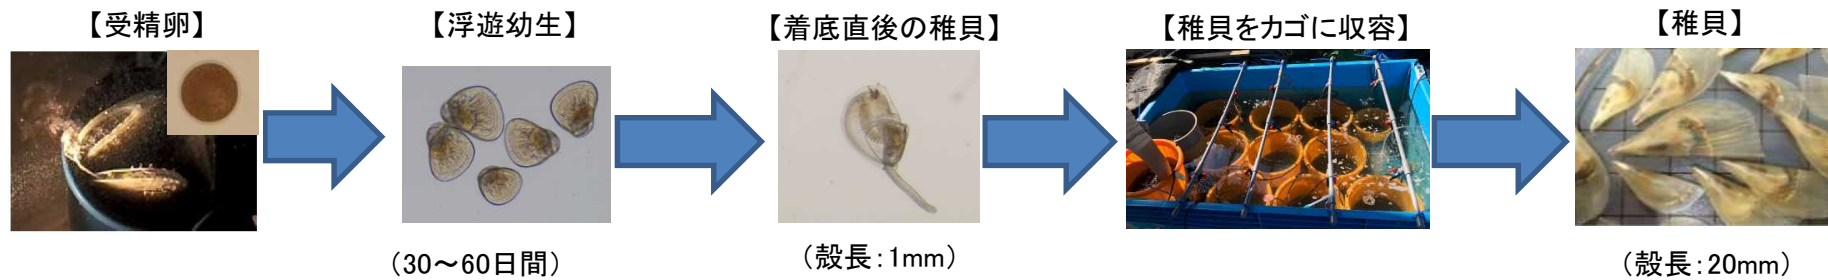 【受精卵】
【浮遊幼生】
【着底直後の稚貝】
【稚貝をカゴに収容】
【稚貝】
（30～60日間）
（殻長：1mm）
（殻長：20mm）